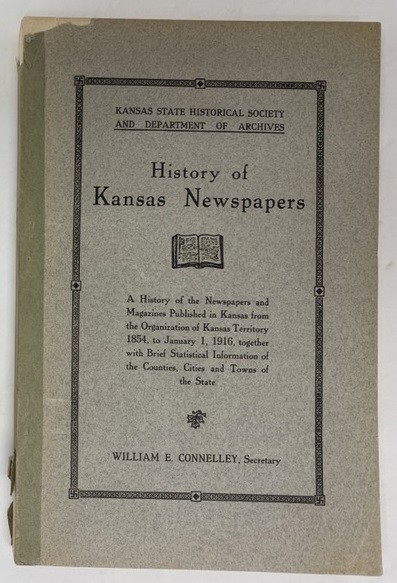 KANSAS STATE HISTORICAL SOCIETY
AND DEPARTMENT OF ARCHIVES
History of
Kansas Newspapers
A History of the Newspapers and
Magazines Published in Kansas from
the Organization of Kansas Territory
1854, to January 1, 1916, together
with Brief Statistical Information of
the Counties, Cities and Towns of
the State
WILLIAM E. CONNELLEY, Secretary